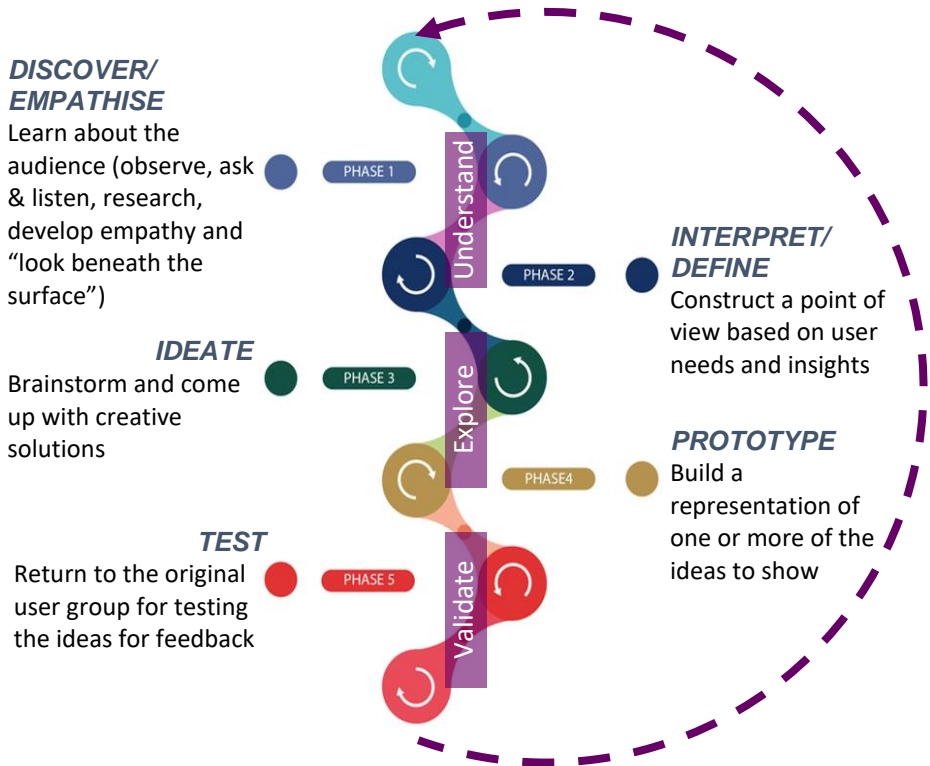 DISCOVER/
EMPATHISE
Learn about the
audience (observe, ask
& listen, research,
develop empathy and
“look beneath the
surface”)
PHASE 1
Understand
PHASE 2
INTERPRET/
DEFINE
Construct a point of
view based on user
needs and insights
IDEATE
Brainstorm and come
up with creative
solutions
PHASE 3
Explore
PHASE4
PROTOTYPE
Build a
representation of
one or more of the
ideas to show
TEST
Return to the original
user group for testing
the ideas for feedback
PHASE 5
Validate